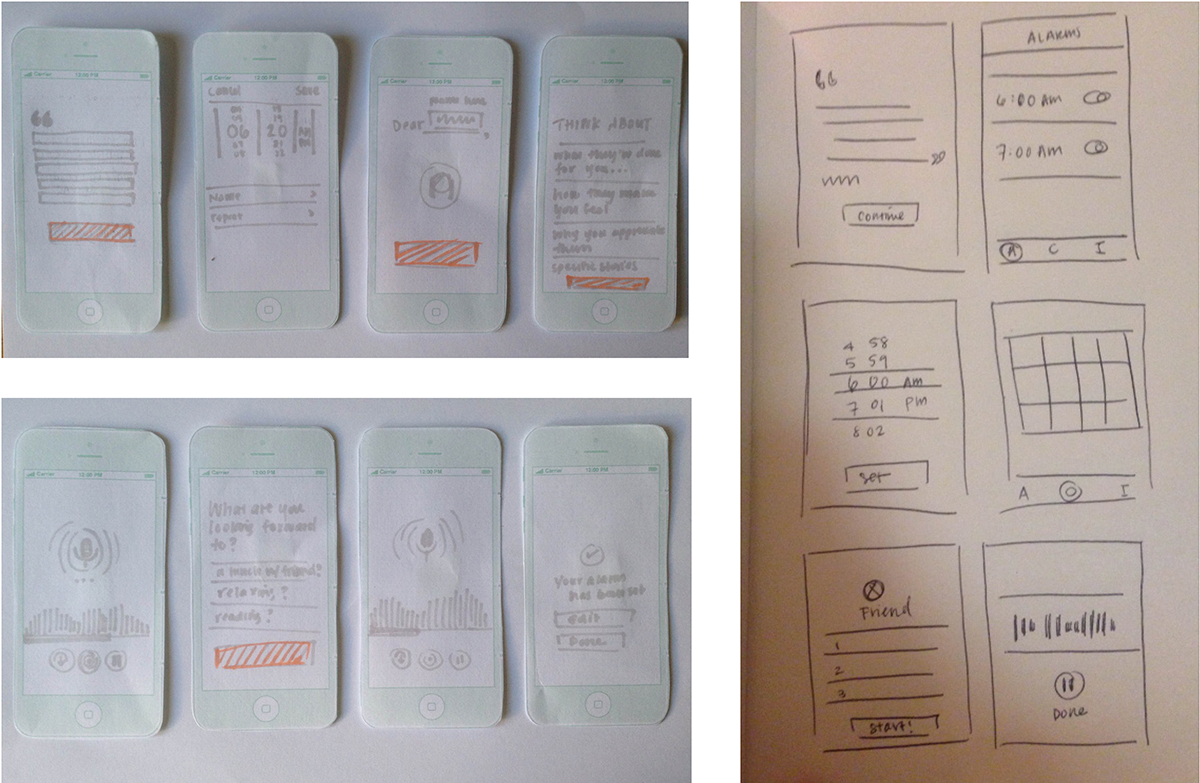 Carrier 12:00 PM
Carrier 12:00 PM
Carrier 12:00 PM
Carrier 12:00 PM
“
Cancel Save
06 20 AM
07 21 PM
Name >
repeat >
Dear ,
THINK ABOUT
What they've done
for you...
how they make
you feel
why you appreciate
them
specific stories
Carrier 12:00 PM
Carrier 12:00 PM
Carrier 12:00 PM
Carrier 12:00 PM
What are you
looking forward
to?
a lunch w/ friend?
relaxing?
reading?
Your Alarm
has been set
edit
Done
“
”
Continue
ALARMS
6:00 Am
7:00 Am
A C I
4 58
5 59
6 00 Am
7 01 Pm
8 02
Set
A C I
Friend
1
2
3
Start!
Done